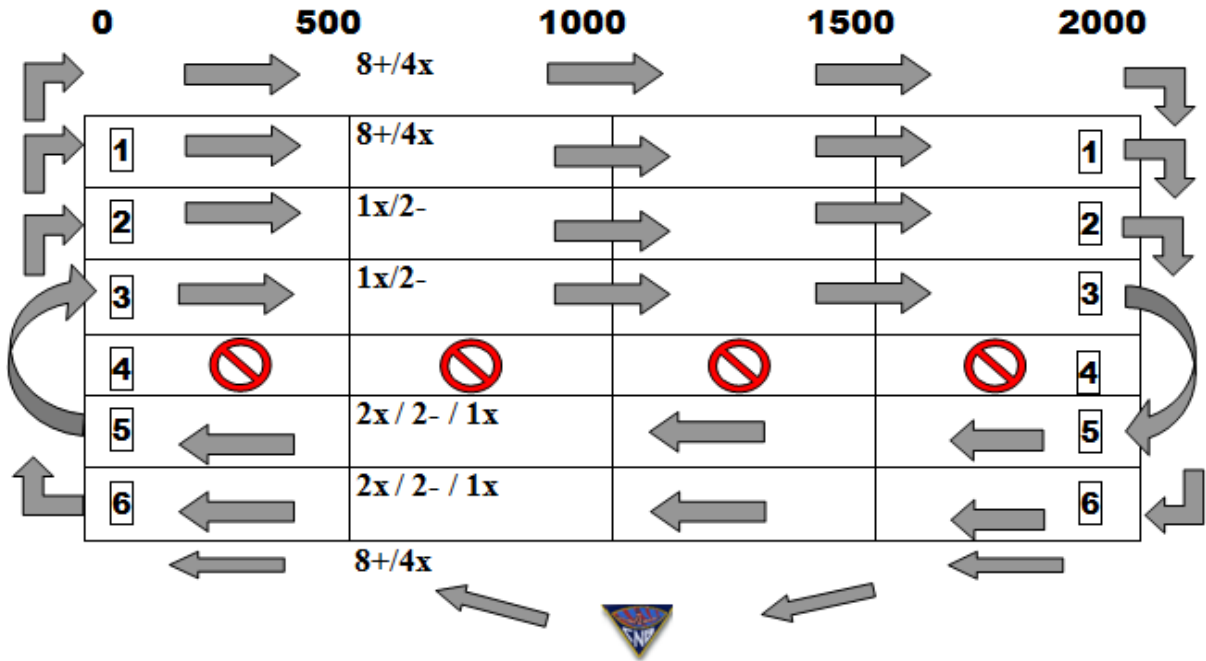 0 500 1000 1500 2000
8+/4x
1 8+/4x 1
2 1x/2- 2
3 1x/2- 3
4 4
5 2x / 2- / 1x 5
6 2x / 2- / 1x 6
8+/4x